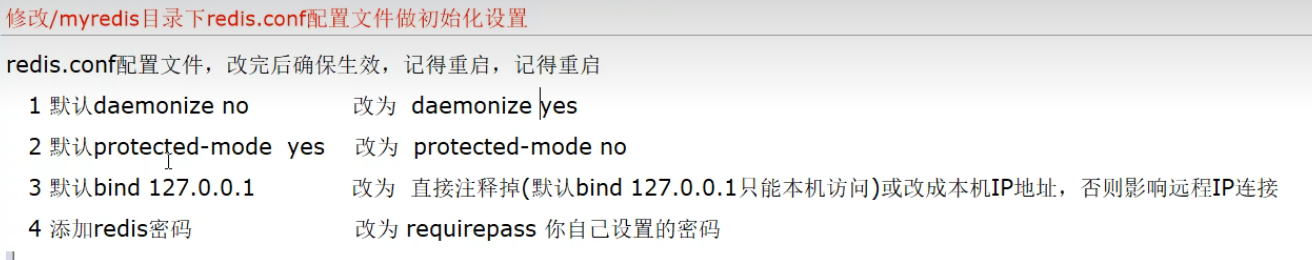 修改/myredis目录下redis.conf配置文件做初始化设置
redis.conf配置文件，改完后确保生效，记得重启，记得重启
1 默认daemonize no 改为 daemonize yes
2 默认protected-mode yes 改为 protected-mode no
3 默认bind 127.0.0.1 改为 直接注释掉(默认bind 127.0.0.1只能本机访问)或改成本机IP地址，否则影响远程IP连接
4 添加redis密码 改为 requirepass 你自己设置的密码